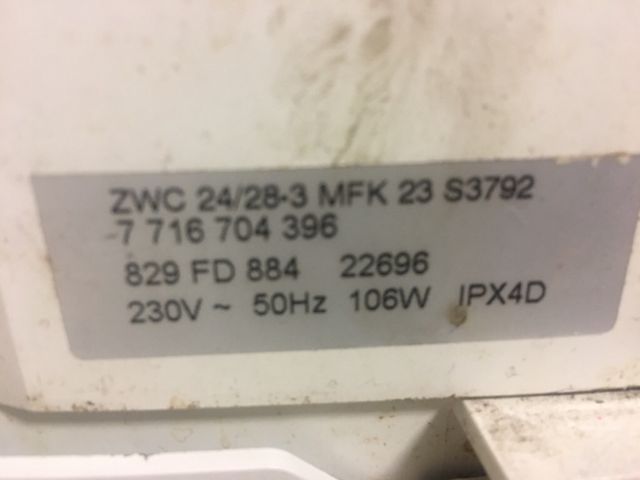 ZWC 24/28-3 MFK 23 S3792
7 716 704 396
829 FD 884 22696
230V ~ 50Hz 106W IPX4D